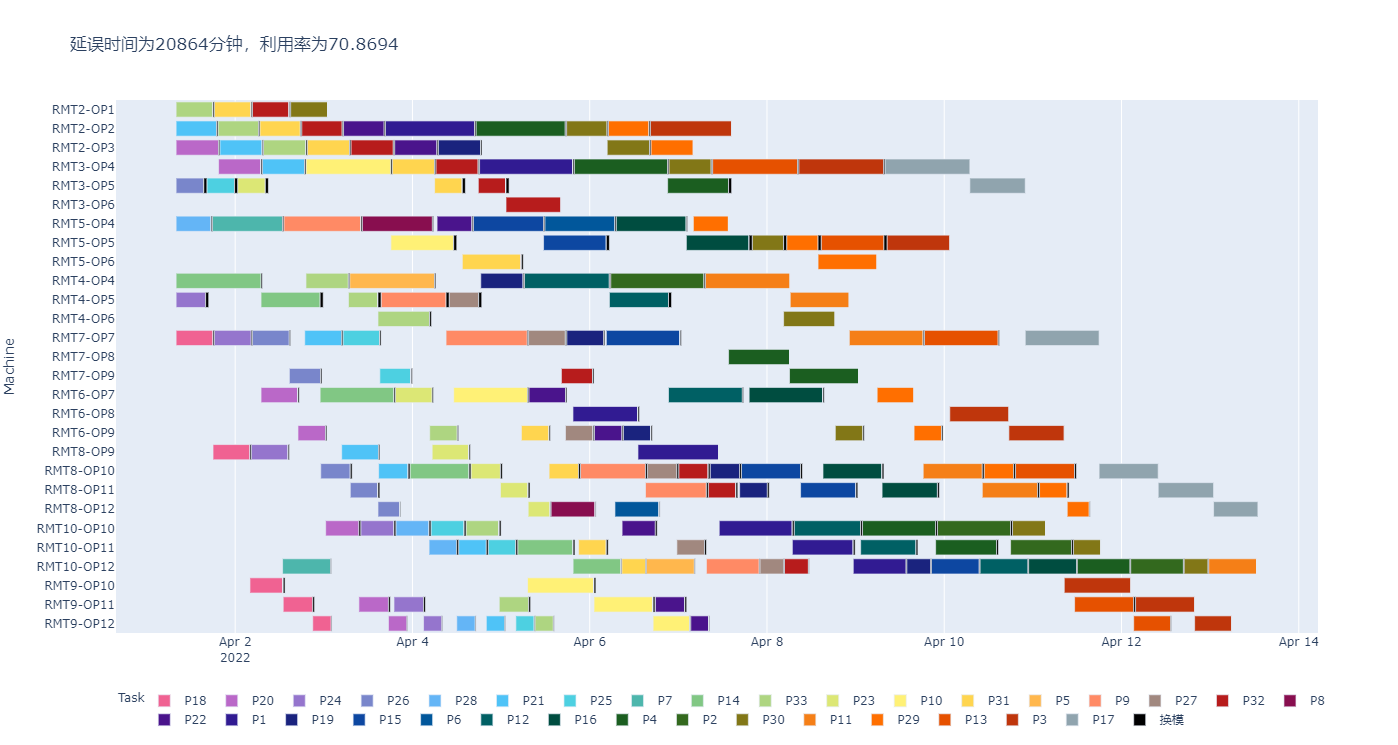 延误时间为20864分钟，利用率为70.8694
RMT2-OP1
RMT2-OP2
RMT2-OP3
RMT3-OP4
RMT3-OP5
RMT3-OP6
RMT5-OP4
RMT5-OP5
RMT5-OP6
RMT4-OP4
RMT4-OP5
RMT4-OP6
RMT7-OP7
RMT7-OP8
RMT7-OP9
RMT6-OP7
RMT6-OP8
RMT6-OP9
RMT8-OP9
RMT8-OP10
RMT8-OP11
RMT8-OP12
RMT10-OP10
RMT10-OP11
RMT10-OP12
RMT9-OP10
RMT9-OP11
RMT9-OP12
Machine
Apr 2 Apr 4 Apr 6 Apr 8 Apr 10 Apr 12 Apr 14
2022
Task P18 P20 P24 P26 P28 P21 P25 P7 P14 P33 P23 P10 P31 P5 P9 P27 P32 P8
P22 P1 P19 P15 P6 P12 P16 P4 P2 P30 P11 P29 P13 P3 P17 换模